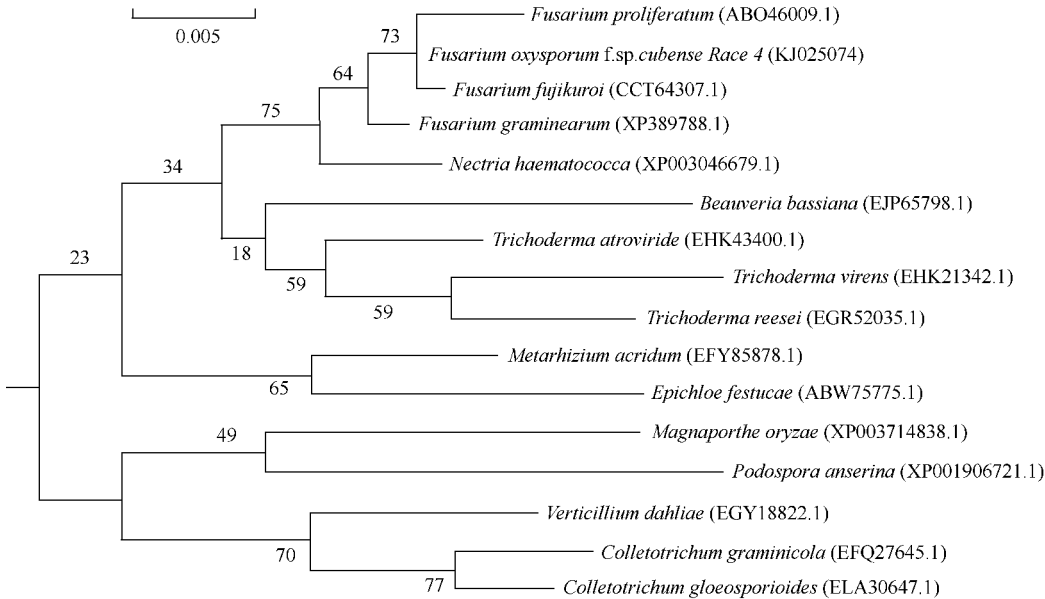 Fusarium proliferatum (ABO46009.1)
0.005
73
Fusarium oxysporum f.sp.cubense Race 4 (KJ025074)
64
Fusarium fujikuroi (CCT64307.1)
75
Fusarium graminearum (XP389788.1)
34
Nectria haematococca (XP003046679.1)
Beauveria bassiana (EJP65798.1)
18
Trichoderma atroviride (EHK43400.1)
23
59
Trichoderma virens (EHK21342.1)
59
Trichoderma reesei (EGR52035.1)
Metarhizium acridum (EFY85878.1)
65
Epichloe festucae (ABW75775.1)
49
Magnaporthe oryzae (XP003714838.1)
Podospora anserina (XP001906721.1)
Verticillium dahliae (EGY18822.1)
70
Colletotrichum graminicola (EFQ27645.1)
77
Colletotrichum gloeosporioides (ELA30647.1)